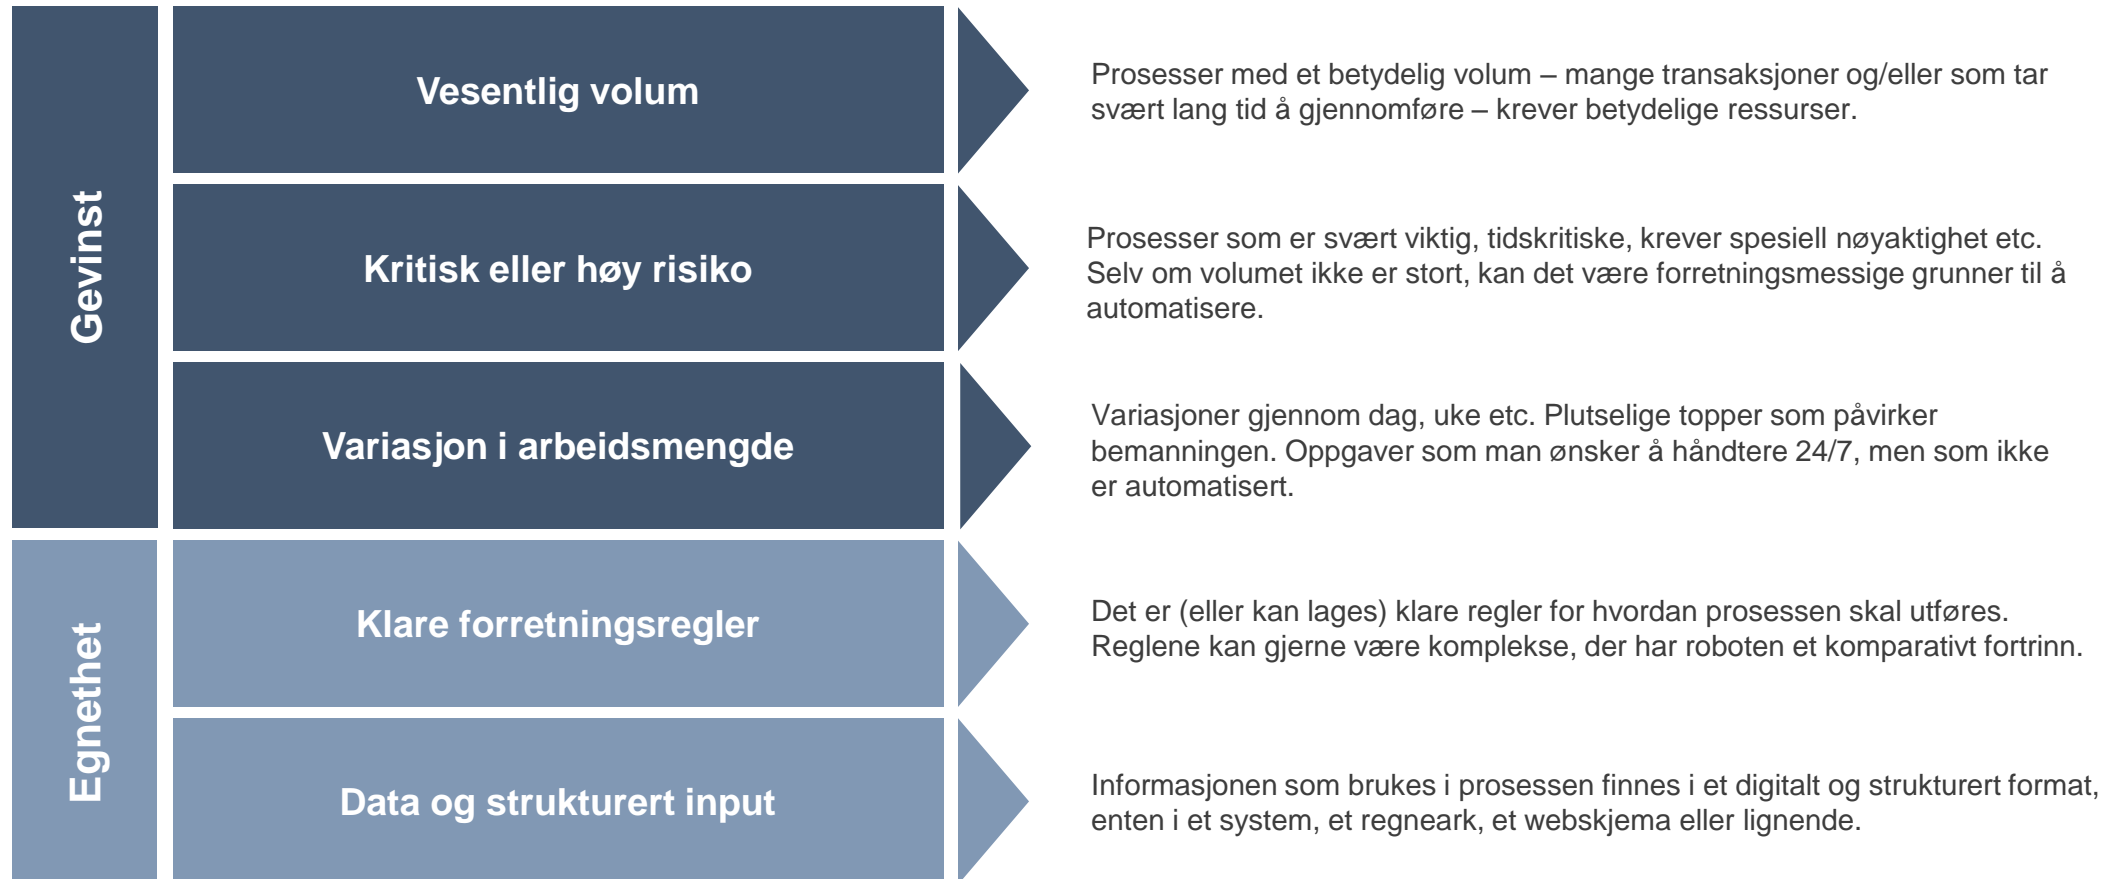 Gevinst
Vesentlig volum
Prosesser med et betydelig volum – mange transaksjoner og/eller som tar
svært lang tid å gjennomføre – krever betydelige ressurser.
Kritisk eller høy risiko
Prosesser som er svært viktig, tidskritiske, krever spesiell nøyaktighet etc.
Selv om volumet ikke er stort, kan det være forretningsmessige grunner til å
automatisere.
Variasjon i arbeidsmengde
Variasjoner gjennom dag, uke etc. Plutselige topper som påvirker
bemanningen. Oppgaver som man ønsker å håndtere 24/7, men som ikke
er automatisert.
Egnethet
Klare forretningsregler
Det er (eller kan lages) klare regler for hvordan prosessen skal utføres.
Reglene kan gjerne være komplekse, der har roboten et komparativt fortrinn.
Data og strukturert input
Informasjonen som brukes i prosessen finnes i et digitalt og strukturert format,
enten i et system, et regneark, et webskjema eller lignende.